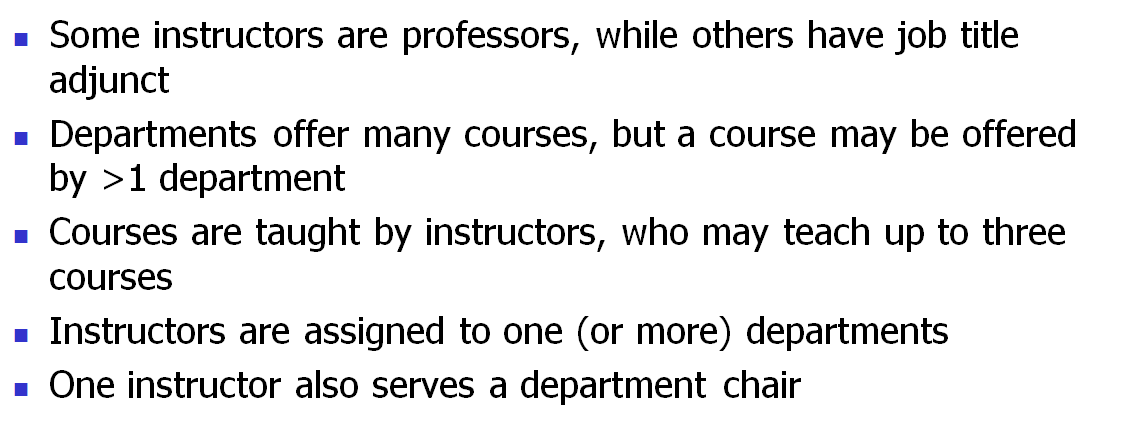 Some instructors are professors, while others have job title
adjunct
Departments offer many courses, but a course may be offered
by >1 department
Courses are taught by instructors, who may teach up to three
courses
Instructors are assigned to one (or more) departments
One instructor also serves a department chair